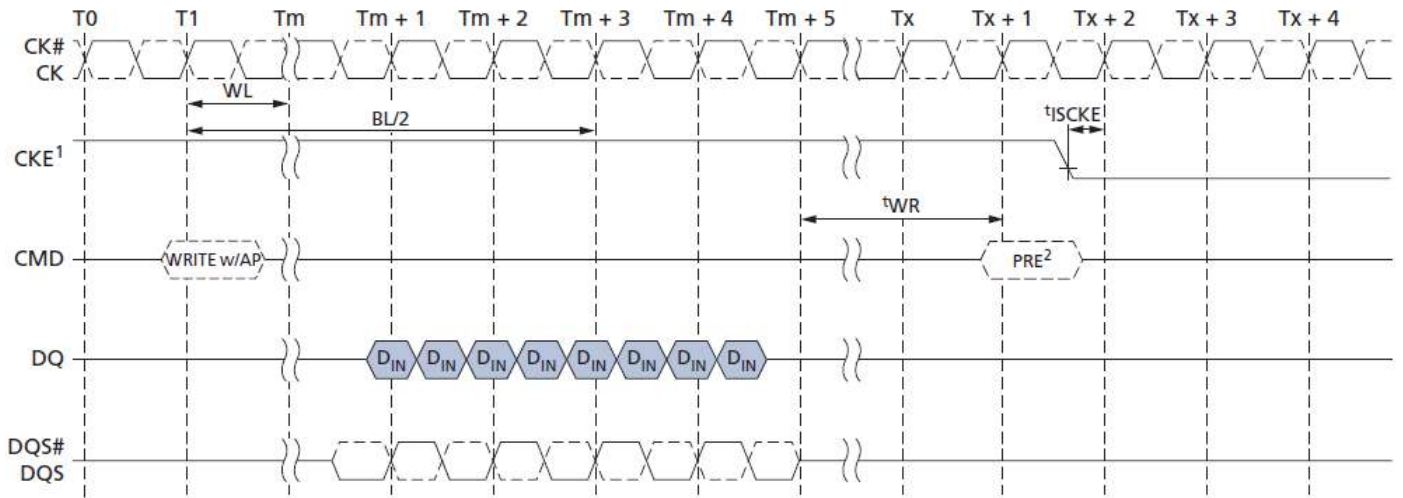 T0 T1 Tm Tm + 1 Tm + 2 Tm + 3 Tm + 4 Tm + 5 Tx Tx + 1 Tx + 2 Tx + 3 Tx + 4
CK#
CK
WL
BL/2
tISCKE
CKE1
tWR
CMD WRITE w/AP PRE2
DQ DIN DIN DIN DIN DIN DIN DIN DIN
DQS#
DQS